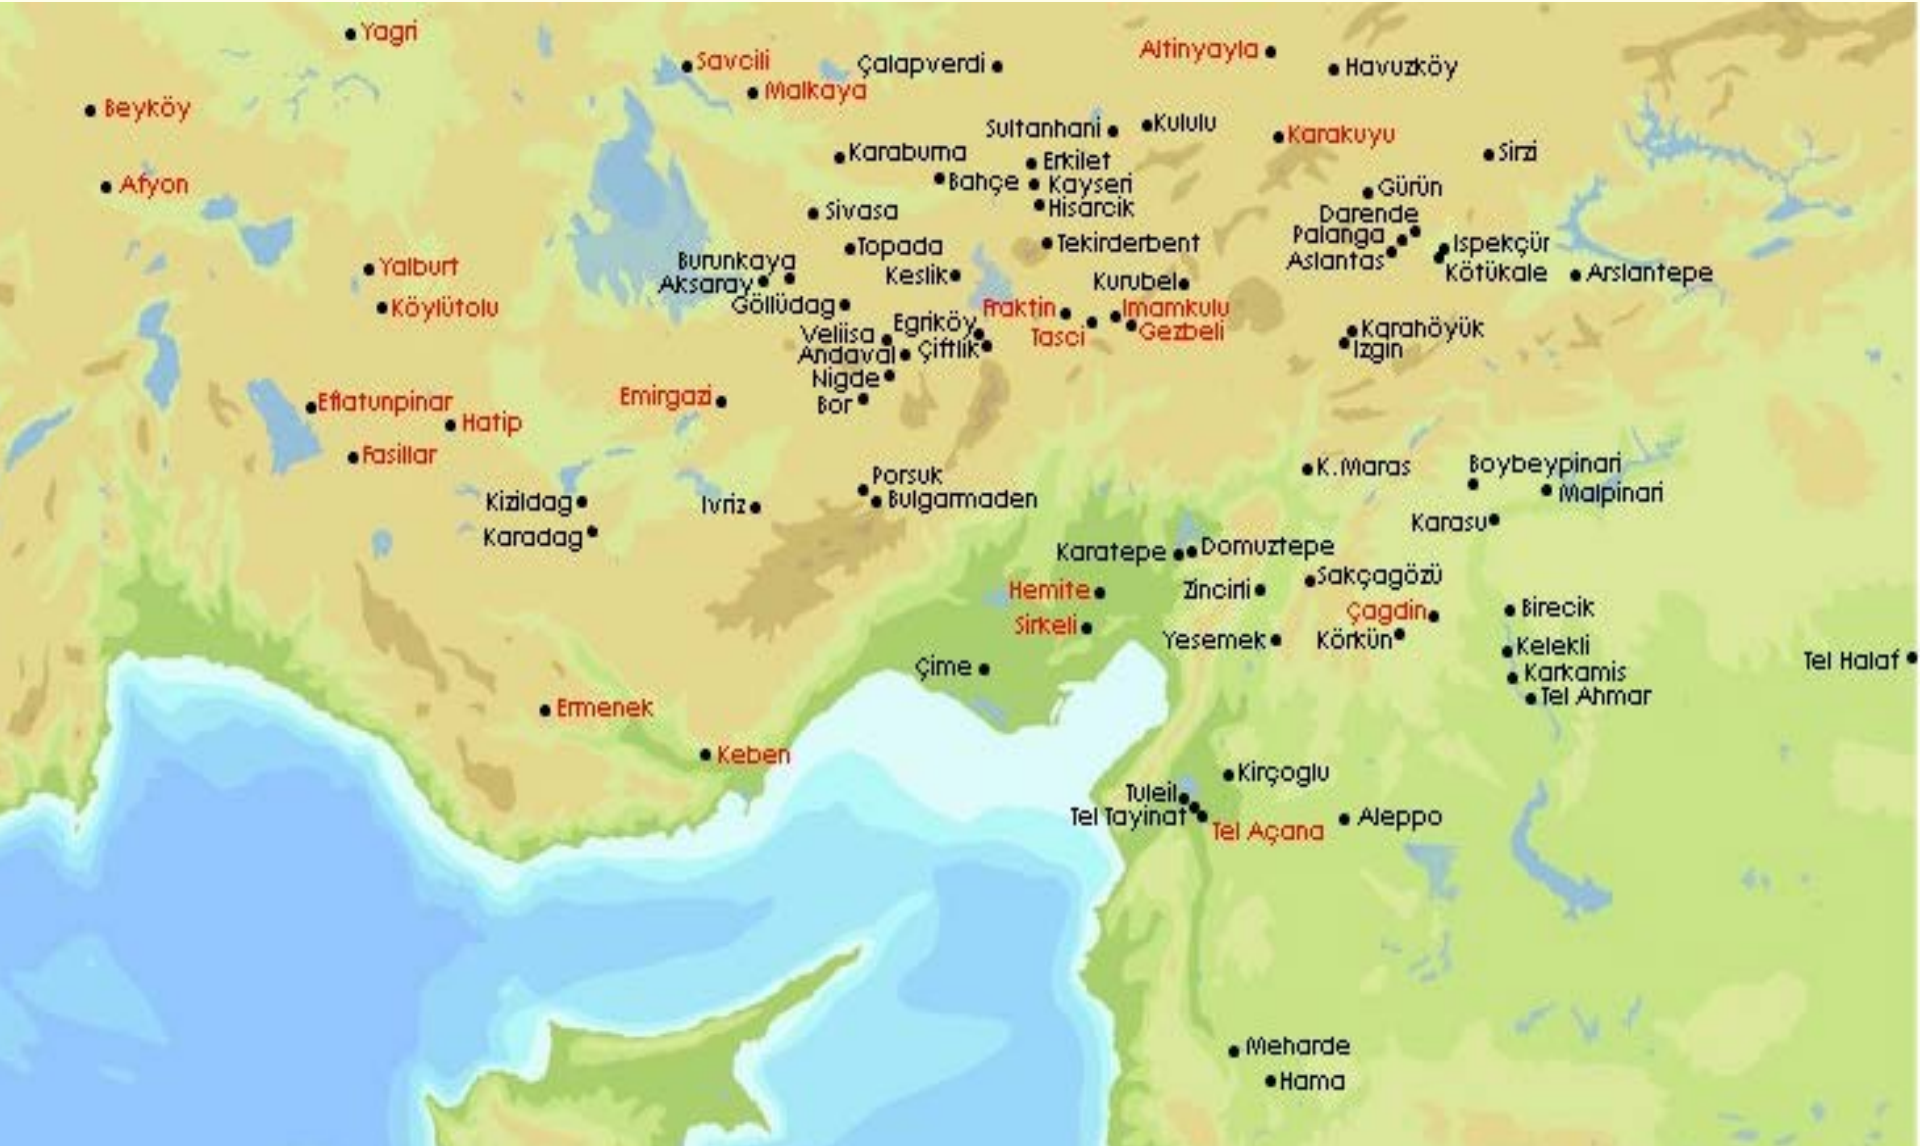 Yagri
Savcili
Çalapverdi
Altinyayla
Havuzköy
Malkaya
Beyköy
Sultanhani
Kululu
Karakuyu
Karaburna
Erkilet
Sirzi
Afyon
Bahçe
Kayseri
Gürün
Sivasa
Hisarcik
Darende
Topada
Tekirderbent
Palanga
Ispekçür
Yalburt
Burunkaya
Keslik
Aslantas
Kötükale
Arslantepe
Aksaray
Kurubel
Köylütolu
Göllüdag
Fraktin
Imamkulu
Veliisa
Egriköy
Tasci
Gezbeli
Karahöyük
Andaval
Çiftlik
Izgin
Nigde
Eflatunpinar
Emirgazi
Bor
Hatip
Fasillar
Porsuk
K.Maras
Boybeypinari
Kizildag
Ivriz
Bulgarmaden
Malpinari
Karadag
Karasu
Karatepe
Domuztepe
Hemite
Zincirli
Sakçagözü
Sirkeli
Çagdin
Birecik
Yesemek
Körkün
Kelekli
Çime
Karkamis
Tel Halaf
Tel Ahmar
Ermenek
Keben
Kirçoglu
Tuleil
Tel Tayinat
Tel Açana
Aleppo
Meharde
Hama